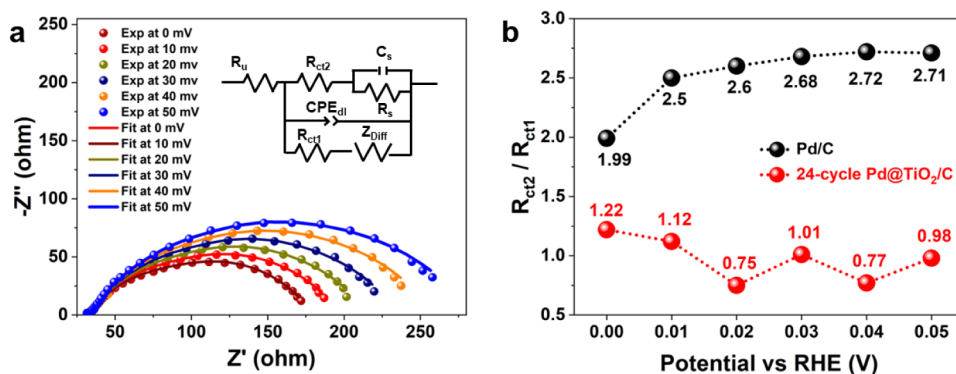 a
-Z" (ohm)
250
200
150
100
50
0
Exp at 0 mV
Exp at 10 mv
Exp at 20 mV
Exp at 30 mV
Exp at 40 mV
Exp at 50 mV
Fit at 0 mV
Fit at 10 mV
Fit at 20 mV
Fit at 30 mV
Fit at 40 mV
Fit at 50 mV
Ru
Rct2
Cs
Rs
CPEdl
Rct1
ZDiff
50 100 150 200 250
Z' (ohm)
b
Rct2 / Rct1
3.0
2.5
2.0
1.5
1.0
0.5
0.0
1.99
2.5
2.6
2.68
2.72
2.71
Pd/C
24-cycle Pd@TiO2/C
1.22
1.12
0.75
1.01
0.77
0.98
0.00 0.01 0.02 0.03 0.04 0.05
Potential vs RHE (V)